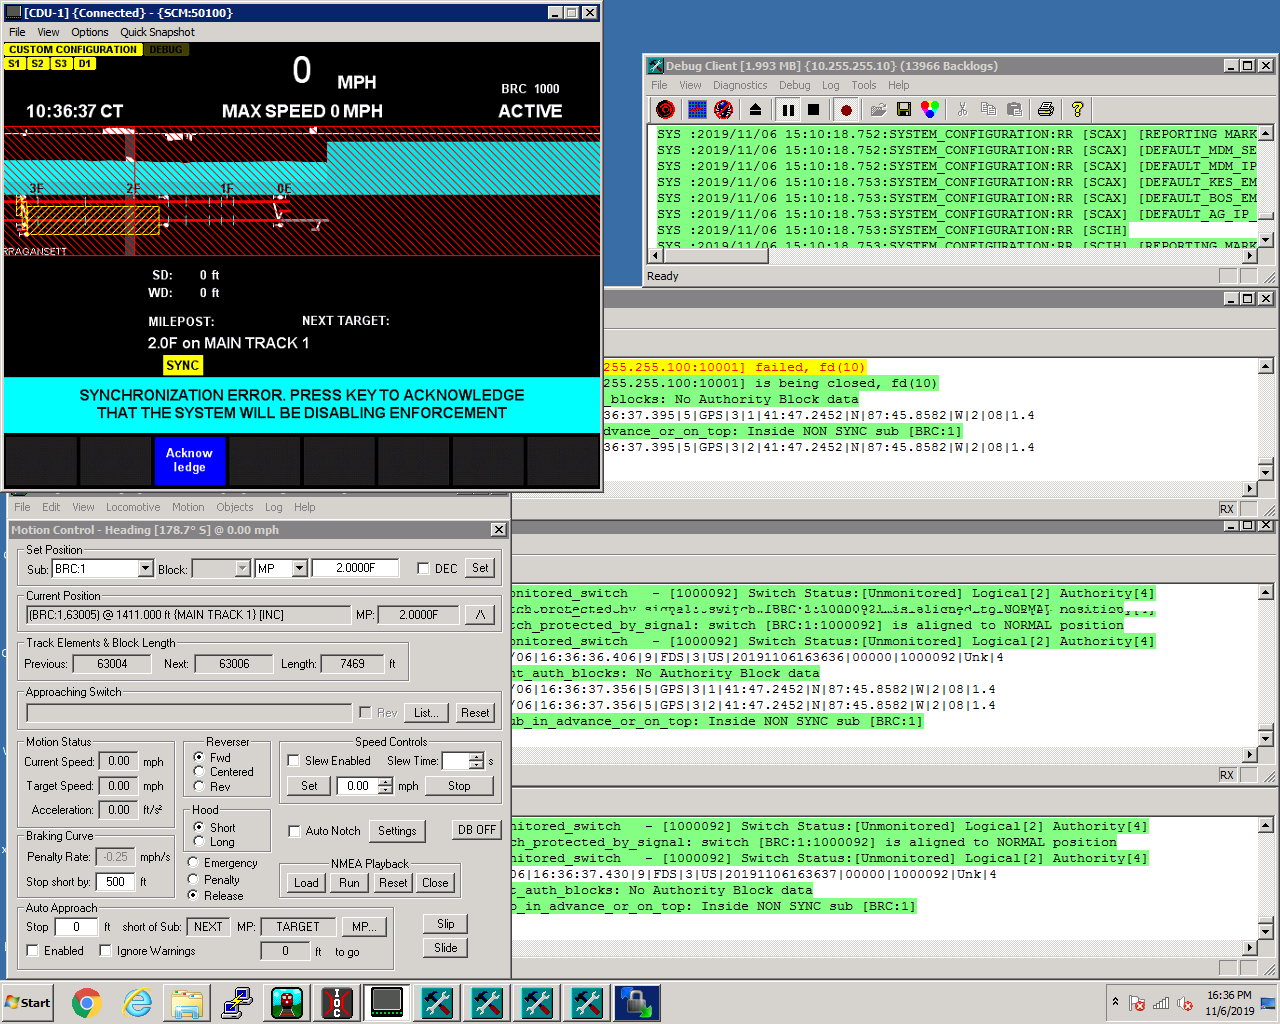 [CDU-1] {Connected} - {SCM:50100}
File View Options Quick Snapshot
CUSTOM CONFIGURATION DEBUG
S1 S2 S3 D1
0 MPH
BRC 1000
10:36:37 CT MAX SPEED 0 MPH ACTIVE
3F 2F 1F 0E
RRAGANSETT
SD: 0 ft
WD: 0 ft
MILEPOST: NEXT TARGET:
2.0F on MAIN TRACK 1
SYNC
SYNCHRONIZATION ERROR. PRESS KEY TO ACKNOWLEDGE
THAT THE SYSTEM WILL BE DISABLING ENFORCEMENT
Acknow
ledge
Debug Client [1.993 MB] {10.255.255.10} (13966 Backlogs)
File View Diagnostics Debug Log Tools Help
SYS :2019/11/06 15:10:18.752:SYSTEM_CONFIGURATION:RR [SCAX] [REPORTING MARK
SYS :2019/11/06 15:10:18.752:SYSTEM_CONFIGURATION:RR [SCAX] [DEFAULT_MDM_SE
SYS :2019/11/06 15:10:18.752:SYSTEM_CONFIGURATION:RR [SCAX] [DEFAULT_MDM_IP
SYS :2019/11/06 15:10:18.753:SYSTEM_CONFIGURATION:RR [SCAX] [DEFAULT_KES_EM
SYS :2019/11/06 15:10:18.753:SYSTEM_CONFIGURATION:RR [SCAX] [DEFAULT_BOS_EM
SYS :2019/11/06 15:10:18.753:SYSTEM_CONFIGURATION:RR [SCAX] [DEFAULT_AG_IP_
SYS :2019/11/06 15:10:18.753:SYSTEM_CONFIGURATION:RR [SCIH]
SYS :2019/11/06 15:10:18.753:SYSTEM_CONFIGURATION:RR [SCIH] [REPORTING MARK
Ready
255.255.100:10001] failed, fd(10)
255.255.100:10001] is being closed, fd(10)
_blocks: No Authority Block data
36:37.395|5|GPS|3|1|41:47.2452|N|87:45.8582|W|2|08|1.4
dvance_or_on_top: Inside NON SYNC sub [BRC:1]
36:37.395|5|GPS|3|2|41:47.2452|N|87:45.8582|W|2|08|1.4
RX
File Edit View Locomotive Motion Objects Log Help
Motion Control - Heading [178.7° S] @ 0.00 mph
Set Position
Sub: BRC:1 Block: MP 2.0000F DEC Set
Current Position
(BRC:1,63005) @ 1411.000 ft {MAIN TRACK 1} [INC] MP: 2.0000F /\
Track Elements & Block Length
Previous: 63004 Next: 63006 Length: 7469 ft
Approaching Switch
Rev List... Reset
Motion Status
Current Speed: 0.00 mph
Target Speed: 0.00 mph
Acceleration: 0.00 ft/s²
Reverser
Fwd
Centered
Rev
Speed Controls
Slew Enabled Slew Time: s
Set 0.00 mph Stop
Hood
Short
Long
Auto Notch Settings DB OFF
Braking Curve
Penalty Rate: -0.25 mph/s
Stop short by: 500 ft
Emergency
Penalty
Release
NMEA Playback
Load Run Reset Close
Auto Approach
Stop 0 ft short of Sub: NEXT MP: TARGET MP...
Enabled Ignore Warnings 0 ft to go
Slip
Slide
nitored_switch - [1000092] Switch Status:[Unmonitored] Logical[2] Authority[4]
tch_protected_by_signal: switch [BRC:1:1000092] is aligned to NORMAL position
tch_protected_by_signal: switch [BRC:1:1000092] is aligned to NORMAL position
nitored_switch - [1000092] Switch Status:[Unmonitored] Logical[2] Authority[4]
/06|16:36:36.406|9|FDS|3|US|20191106163636|00000|1000092|Unk|4
nt_auth_blocks: No Authority Block data
/06|16:36:37.356|5|GPS|3|1|41:47.2452|N|87:45.8582|W|2|08|1.4
/06|16:36:37.356|5|GPS|3|2|41:47.2452|N|87:45.8582|W|2|08|1.4
ub_in_advance_or_on_top: Inside NON SYNC sub [BRC:1]
RX
nitored_switch - [1000092] Switch Status:[Unmonitored] Logical[2] Authority[4]
ch_protected_by_signal: switch [BRC:1:1000092] is aligned to NORMAL position
nitored_switch - [1000092] Switch Status:[Unmonitored] Logical[2] Authority[4]
/06|16:36:37.430|9|FDS|3|US|20191106163637|00000|1000092|Unk|4
t_auth_blocks: No Authority Block data
b_in_advance_or_on_top: Inside NON SYNC sub [BRC:1]
Start
IOC
16:36 PM
11/6/2019